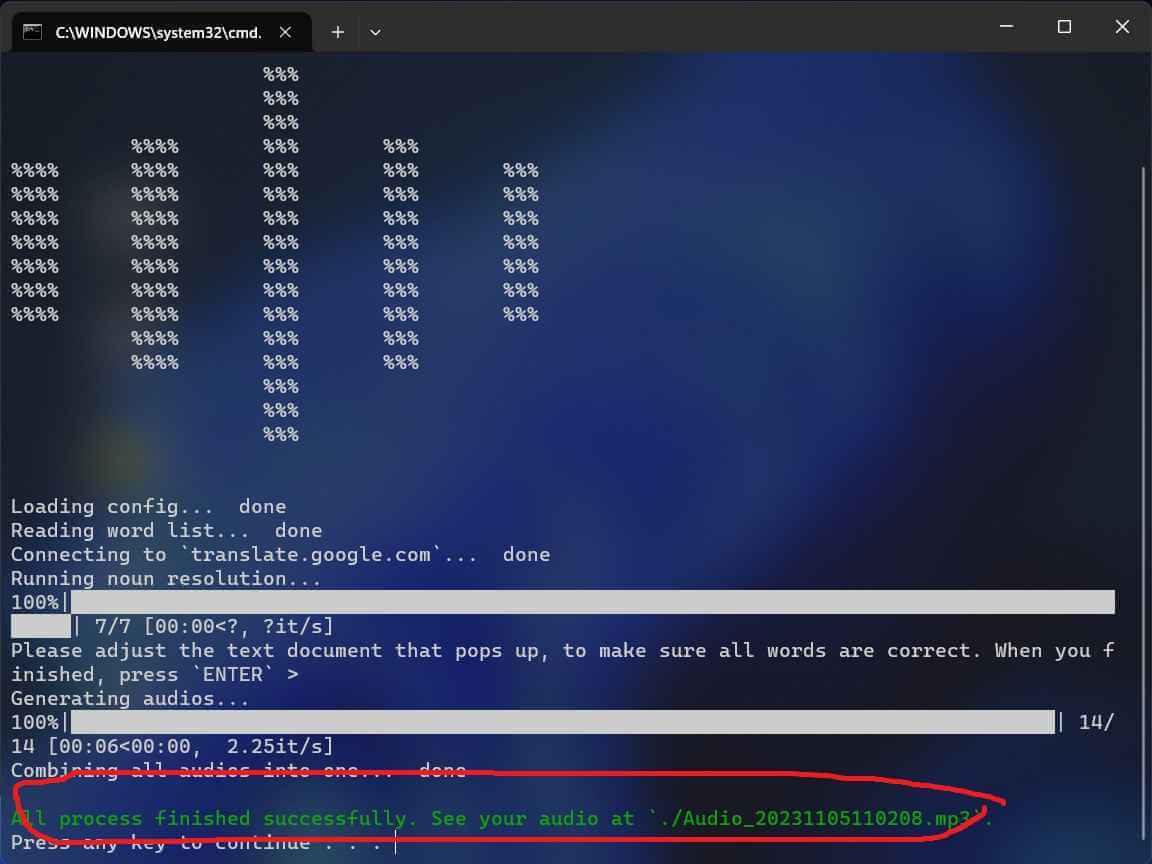 C:\WINDOWS\system32\cmd.
%%%
%%%
%%%
%%%% %%% %%%
%%%% %%%% %%% %%% %%%
%%%% %%%% %%% %%% %%%
%%%% %%%% %%% %%% %%%
%%%% %%%% %%% %%% %%%
%%%% %%%% %%% %%% %%%
%%%% %%%% %%% %%% %%%
%%%% %%%% %%% %%% %%%
%%%% %%% %%%
%%%% %%% %%%
%%%
%%%
%%%
Loading config... done
Reading word list... done
Connecting to `translate.google.com`... done
Running noun resolution...
100%|
| 7/7 [00:00<?, ?it/s]
Please adjust the text document that pops up, to make sure all words are correct. When you f
inished, press `ENTER` >
Generating audios...
100%| | 14/
14 [00:06<00:00, 2.25it/s]
Combining all audios into one... done
All process finished successfully. See your audio at `./Audio_20231105110208.mp3`.
Press any key to continue . . .